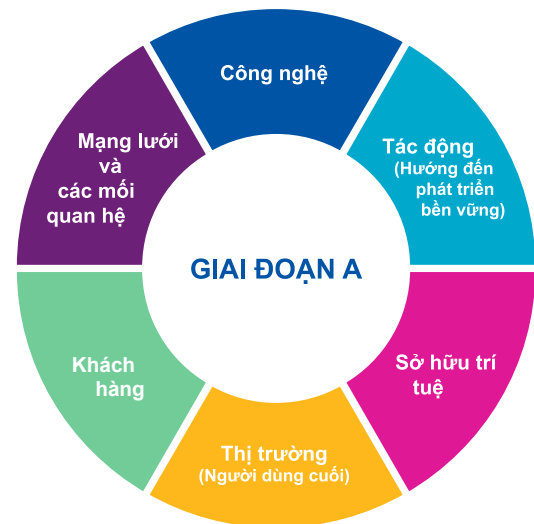 Công nghệ
Tác động
(Hướng đến
phát triển
bền vững)
Sở hữu trí
tuệ
Thị trường
(Người dùng cuối)
Khách
hàng
Mạng lưới
và
các mối
quan hệ
GIAI ĐOẠN A